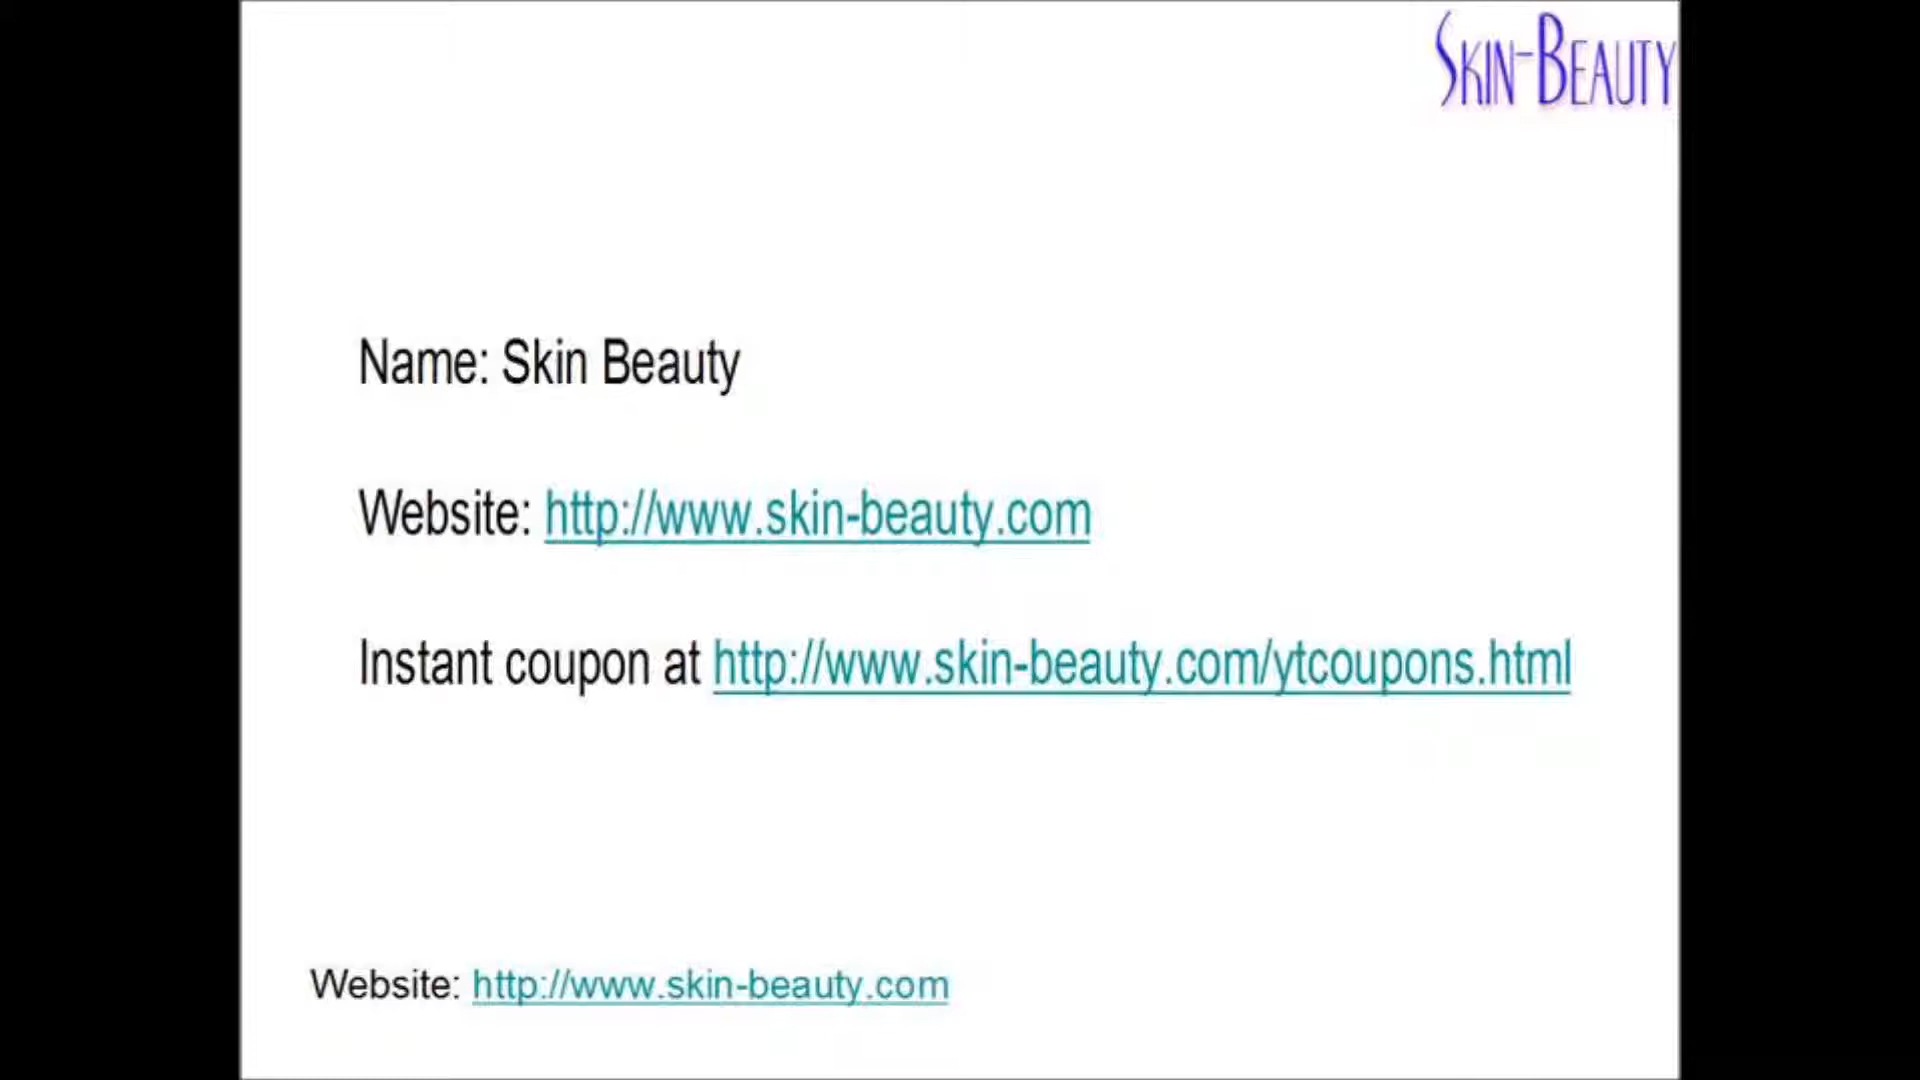 SKIN-BEAUTY
Name: Skin Beauty
Website: http://www.skin-beauty.com
Instant coupon at http://www.skin-beauty.com/ytcoupons.html
Website: http://www.skin-beauty.com